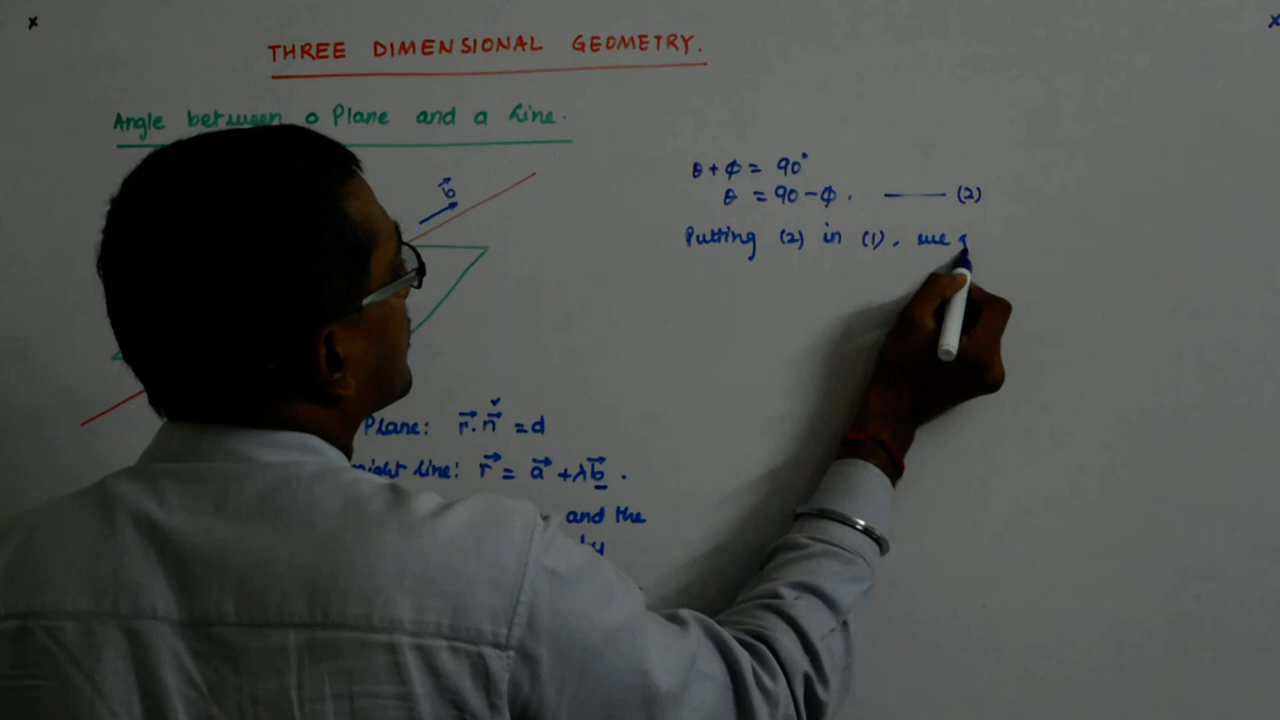 THREE DIMENSIONAL GEOMETRY.
Angle between a Plane and a Line.
b⃗
θ + φ = 90°
θ = 90 - φ. —— (2)
Putting (2) in (1), we
Plane: r⃗.n⃗ = d
line: r⃗ = a⃗ + λb⃗.
and the
by